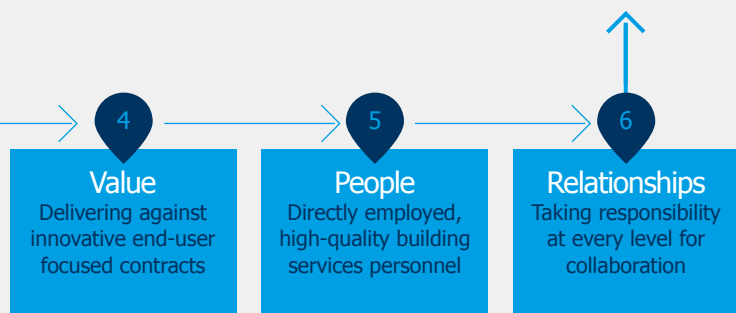 4
Value
Delivering against
innovative end-user
focused contracts
5
People
Directly employed,
high-quality building
services personnel
6
Relationships
Taking responsibility
at every level for
collaboration